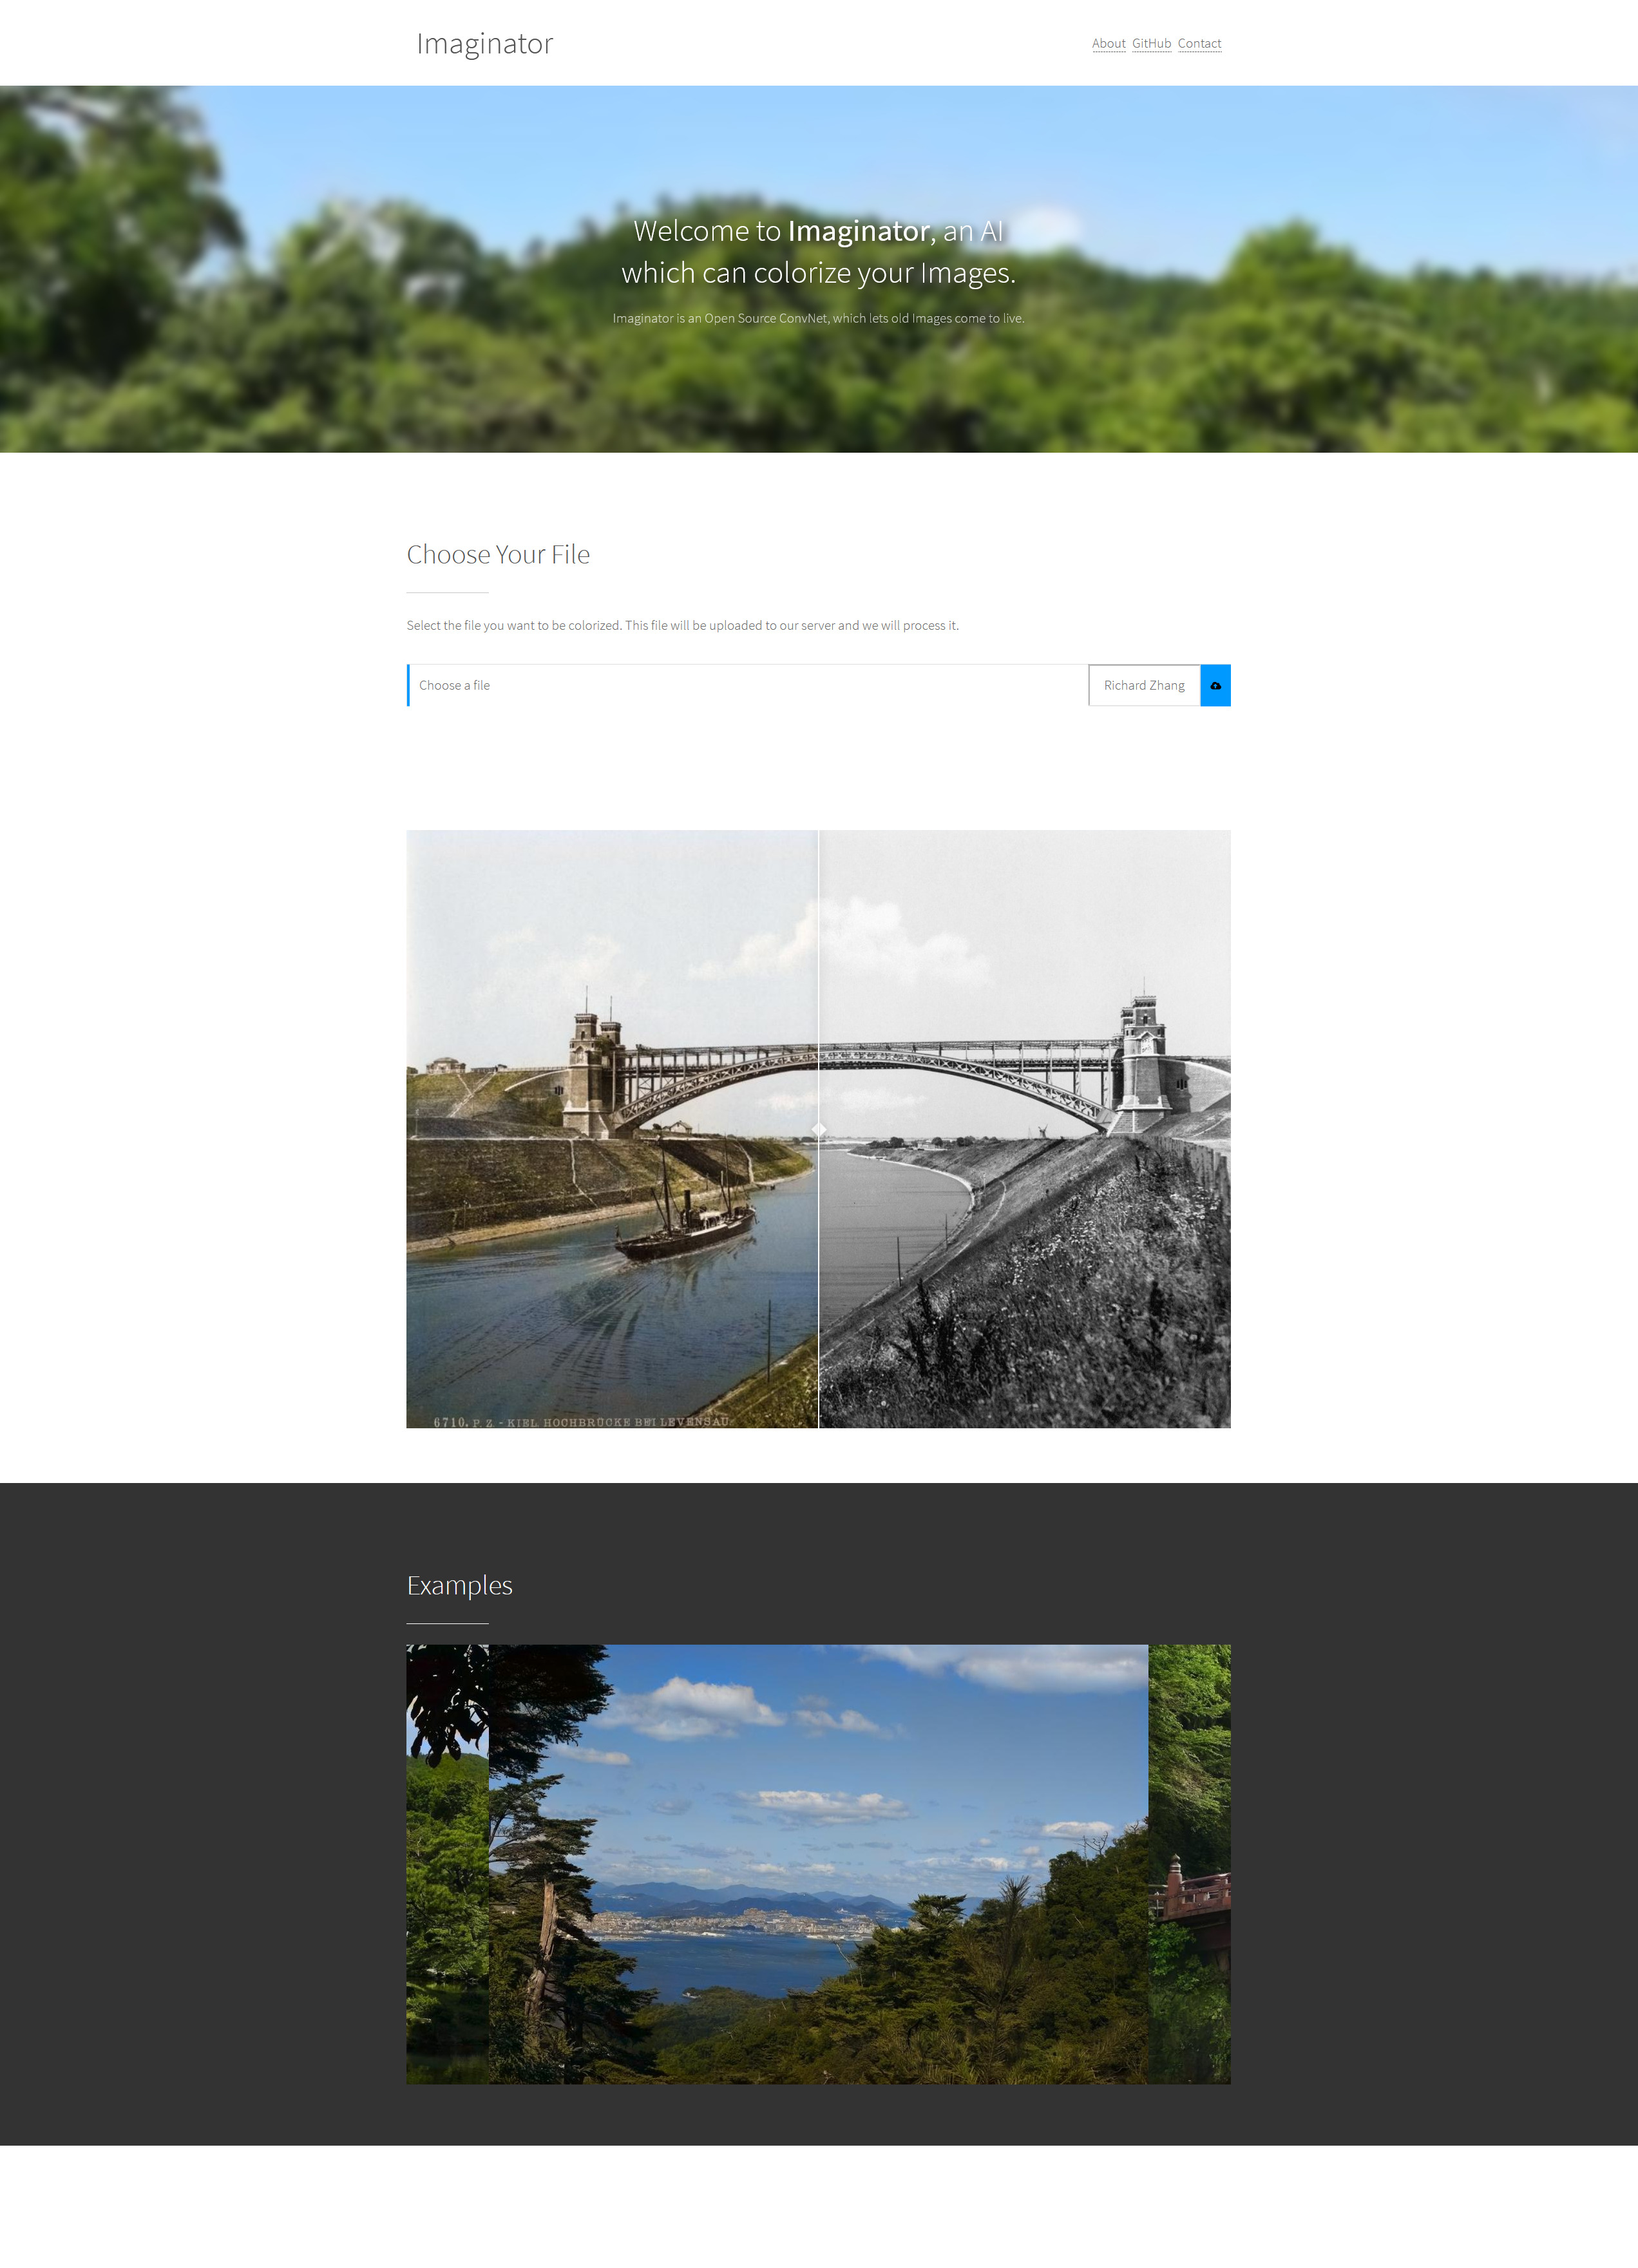 Imaginator
About GitHub Contact
Welcome to Imaginator, an AI
which can colorize your Images.
Imaginator is an Open Source ConvNet, which lets old Images come to live.
Choose Your File
Select the file you want to be colorized. This file will be uploaded to our server and we will process it.
Choose a file
Richard Zhang
6710. P. Z - KIEL. HOCHBRÜCKE BEI LEVENSAU
Examples